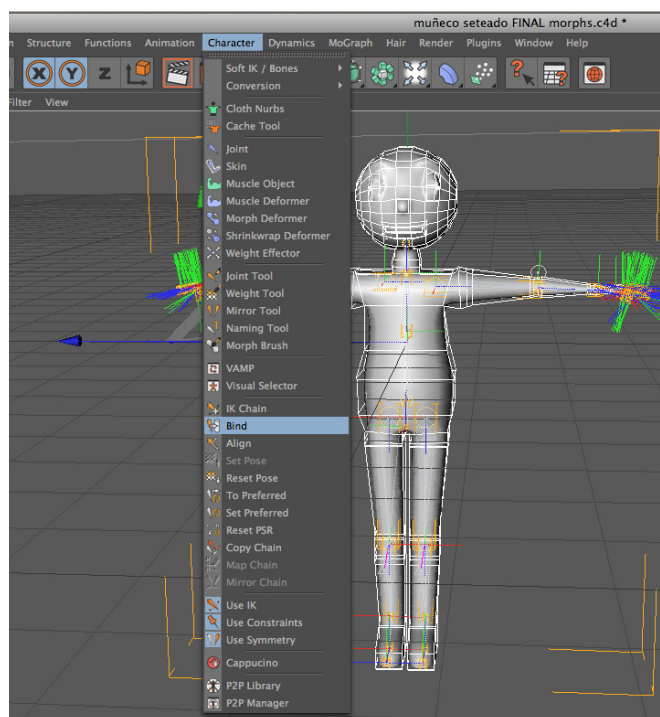 muñeco seteado FINAL morphs.c4d *
Structure Functions Animation Character Dynamics MoGraph Hair Render Plugins Window Help
X Y Z
Filter View
Soft IK / Bones
Conversion
Cloth Nurbs
Cache Tool
Joint
Skin
Muscle Object
Muscle Deformer
Morph Deformer
Shrinkwrap Deformer
Weight Effector
Joint Tool
Weight Tool
Mirror Tool
Naming Tool
Morph Brush
VAMP
Visual Selector
IK Chain
Bind
Align
Set Pose
Reset Pose
To Preferred
Set Preferred
Reset PSR
Copy Chain
Map Chain
Mirror Chain
Use IK
Use Constraints
Use Symmetry
Cappucino
P2P Library
P2P Manager